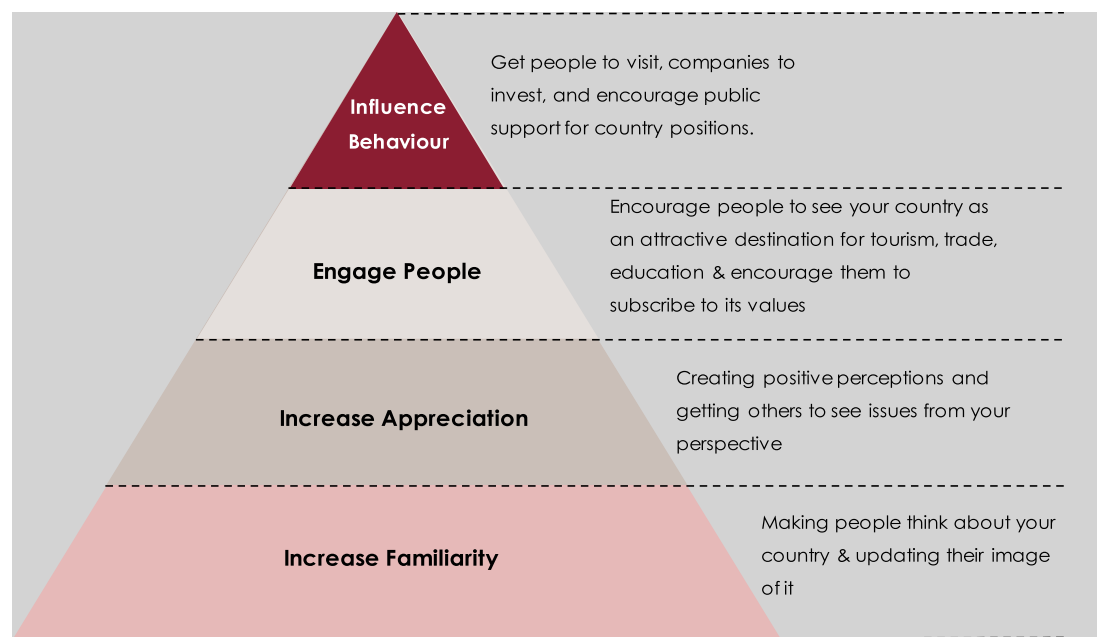 Influence
Behaviour
Get people to visit, companies to
invest, and encourage public
support for country positions.
Engage People
Encourage people to see your country as
an attractive destination for tourism, trade,
education & encourage them to
subscribe to its values
Increase Appreciation
Creating positive perceptions and
getting others to see issues from your
perspective
Increase Familiarity
Making people think about your
country & updating their image
of it